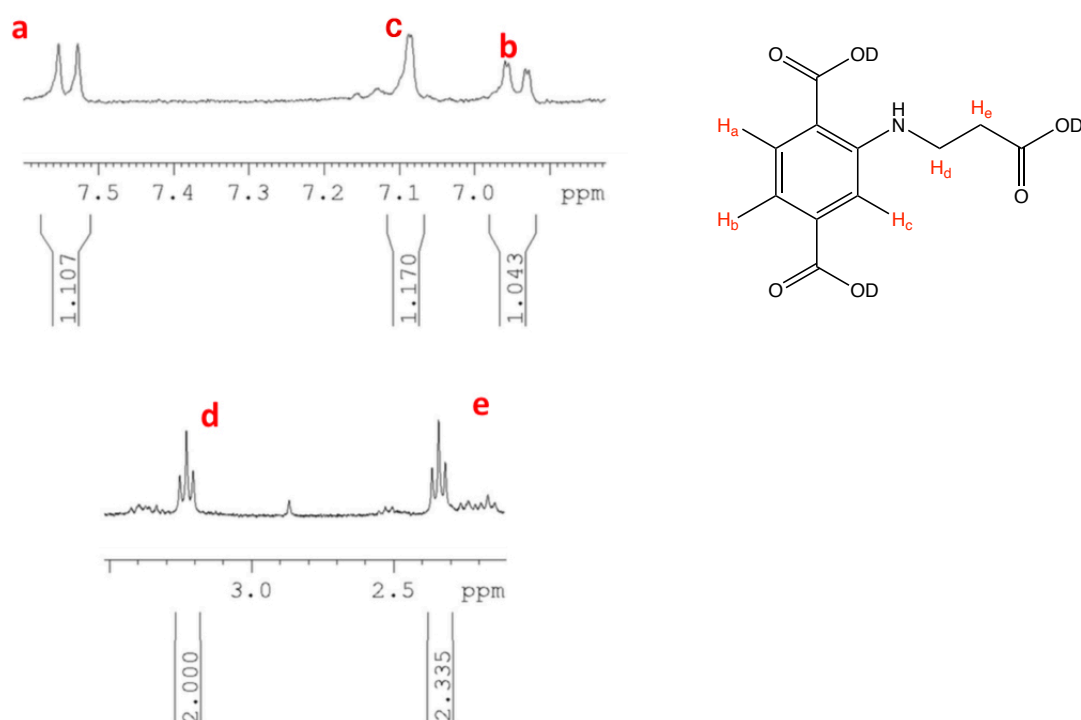 a
c
b
7.5 7.4 7.3 7.2 7.1 7.0 ppm
1.107
1.170
1.043
d
e
3.0 2.5 ppm
2.000
2.335
O
OD
H
N
He
OD
Ha
Hd
O
Hb
Hc
O
OD